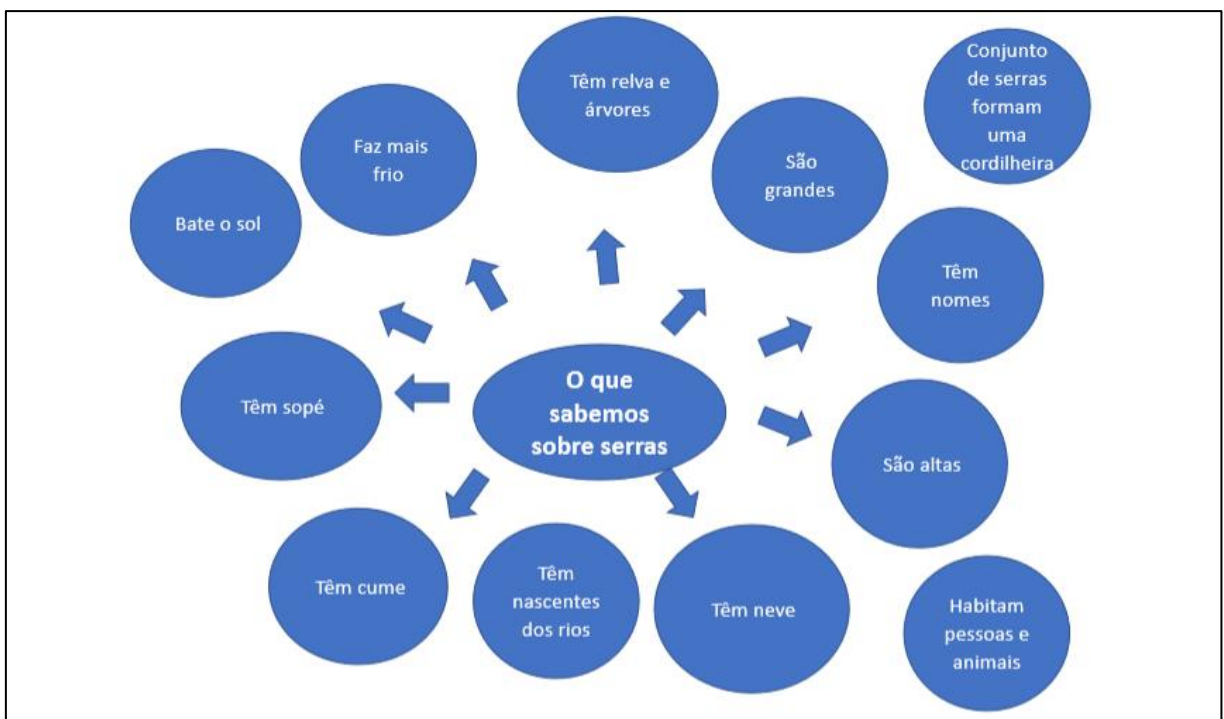 Têm relva e
árvores
Conjunto
de serras
formam
uma
cordilheira
Faz mais
frio
São
grandes
Bate o sol
Têm
nomes
O que
sabemos
sobre serras
Têm sopé
São altas
Têm cume
Têm
nascentes
dos rios
Têm neve
Habitam
pessoas e
animais